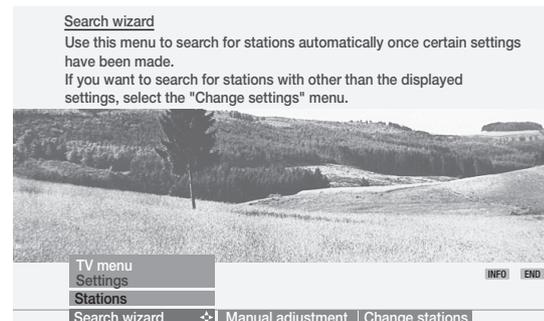 Search wizard
Use this menu to search for stations automatically once certain settings
have been made.
If you want to search for stations with other than the displayed
settings, select the "Change settings" menu.
TV menu
Settings
INFO END
Stations
Search wizard Manual adjustment Change stations